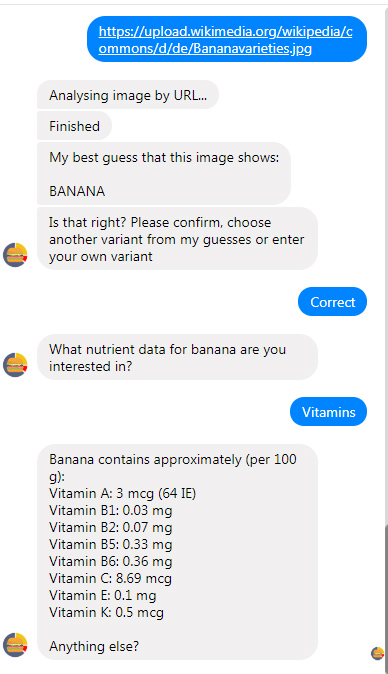 https://upload.wikimedia.org/wikipedia/c
ommons/d/de/Bananavarieties.jpg
Analysing image by URL...
Finished
My best guess that this image shows:
BANANA
Is that right? Please confirm, choose
another variant from my guesses or enter
your own variant
Correct
What nutrient data for banana are you
interested in?
Vitamins
Banana contains approximately (per 100
g):
Vitamin A: 3 mcg (64 IE)
Vitamin B1: 0.03 mg
Vitamin B2: 0.07 mg
Vitamin B5: 0.33 mg
Vitamin B6: 0.36 mg
Vitamin C: 8.69 mcg
Vitamin E: 0.1 mg
Vitamin K: 0.5 mcg
Anything else?